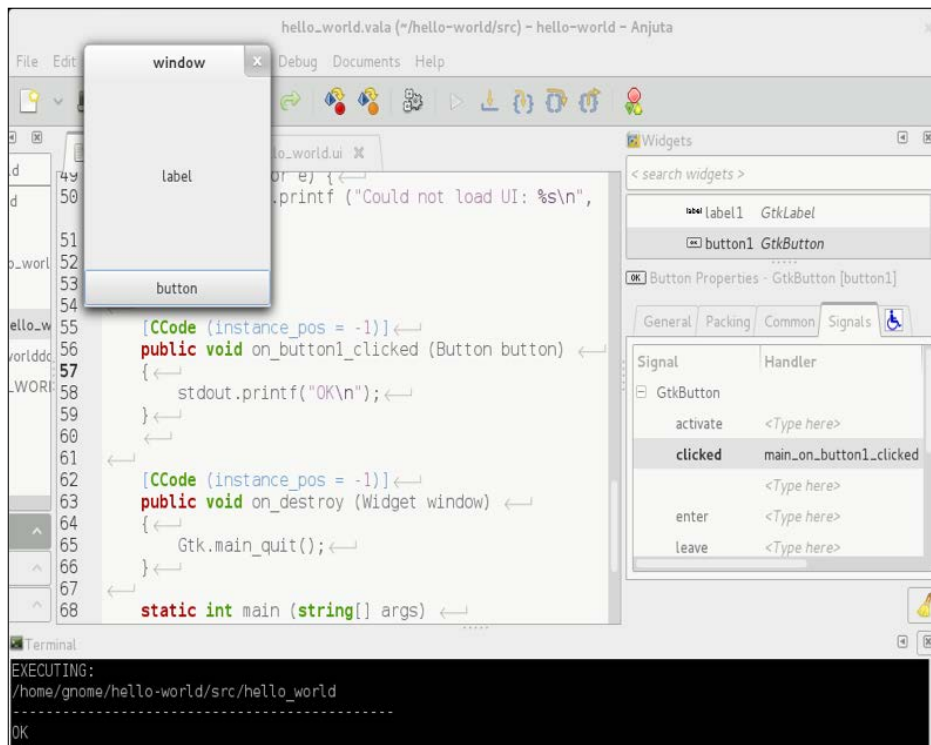 hello_world.vala (~/hello-world/src) - hello-world - Anjuta
File Edit Debug Documents Help
window
label
button
lo_world.ui
49 or e) {
50 .printf ("Could not load UI: %s\n",
51
52
53
54
55 [CCode (instance_pos = -1)]
56 public void on_button1_clicked (Button button)
57 {
58 stdout.printf("OK\n");
59 }
60
61
62 [CCode (instance_pos = -1)]
63 public void on_destroy (Widget window)
64 {
65 Gtk.main_quit();
66 }
67
68 static int main (string[] args)
Widgets
< search widgets >
label label1 GtkLabel
OK button1 GtkButton
OK Button Properties - GtkButton [button1]
General Packing Common Signals
Signal Handler
GtkButton
activate <Type here>
clicked main_on_button1_clicked
<Type here>
enter <Type here>
leave <Type here>
Terminal
EXECUTING:
/home/gnome/hello-world/src/hello_world
----------------------------------------------
OK